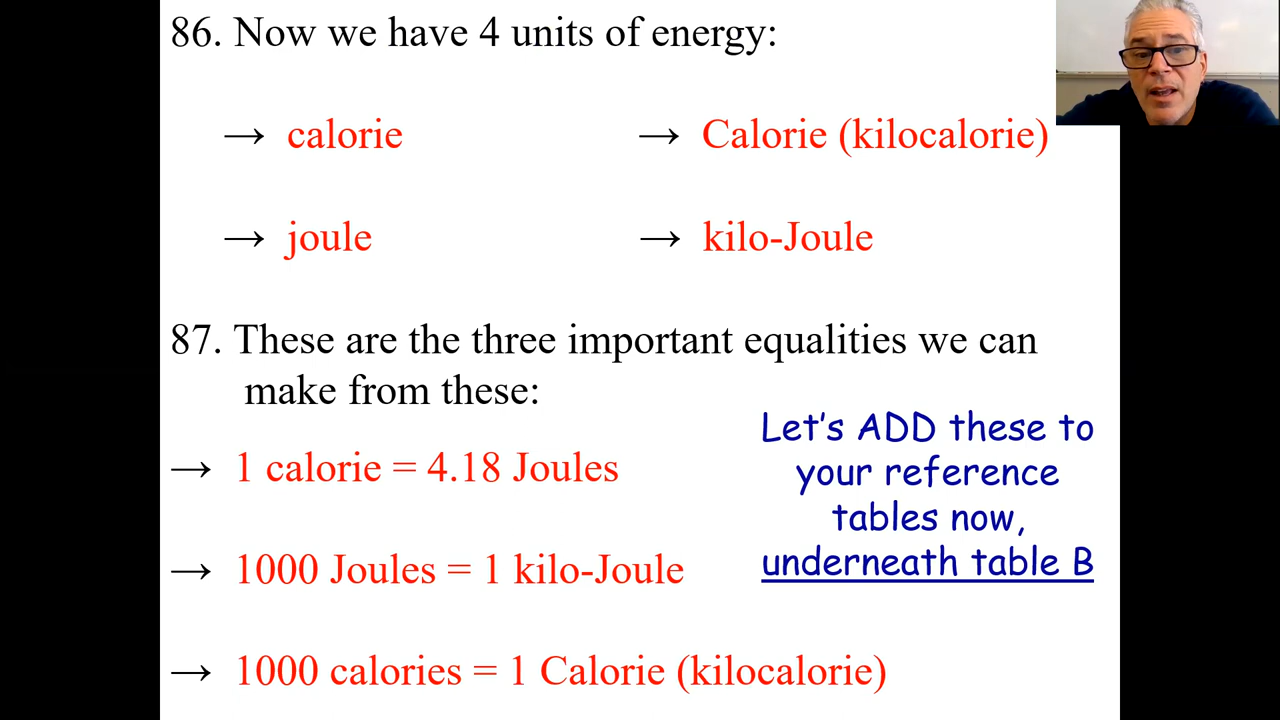 86. Now we have 4 units of energy:
→ calorie
→ Calorie (kilocalorie)
→ joule
→ kilo-Joule
87. These are the three important equalities we can
make from these:
→ 1 calorie = 4.18 Joules
→ 1000 Joules = 1 kilo-Joule
→ 1000 calories = 1 Calorie (kilocalorie)
Let's ADD these to
your reference
tables now,
underneath table B